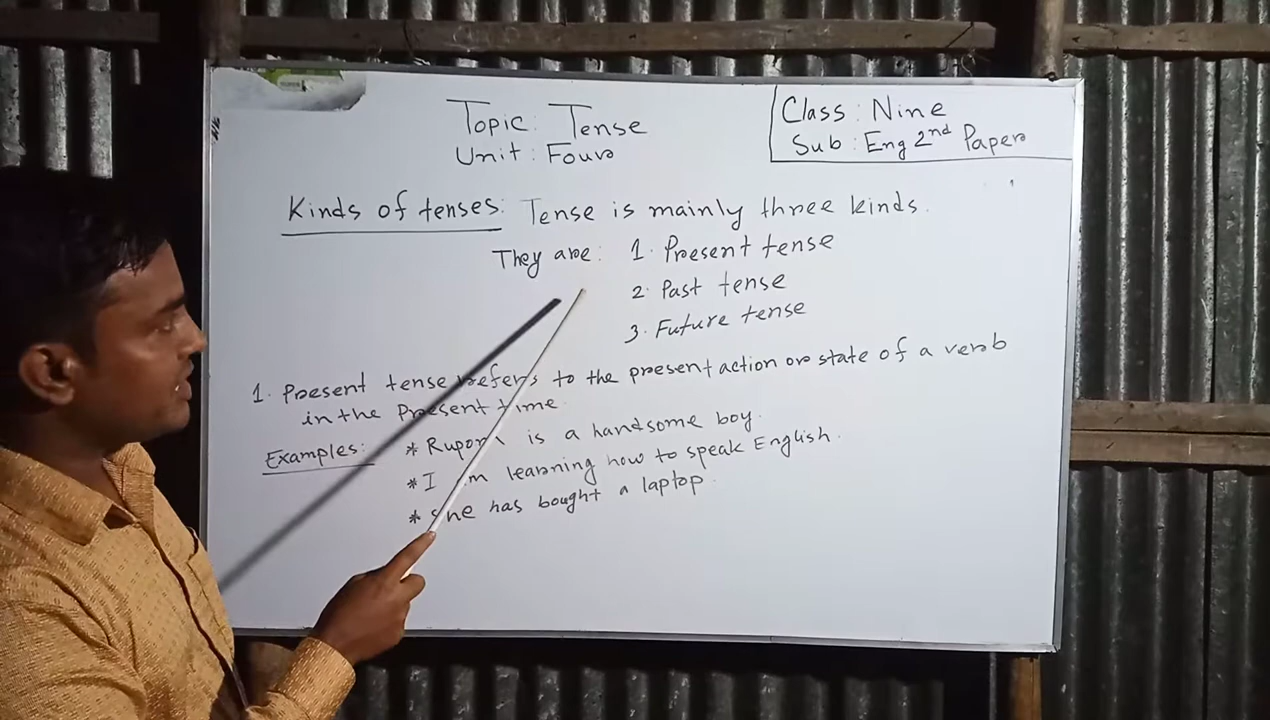 Topic: Tense
Unit: Four
Class: Nine
Sub: Eng 2nd Paper
Kinds of tenses: Tense is mainly three kinds.
They are: 1. Present tense
2. Past tense
3. Future tense
1. Present tense refers to the present action or state of a verb
in the Present time.
Examples: * is a handsome boy.
* I am learning how to speak English.
* She has bought a laptop.